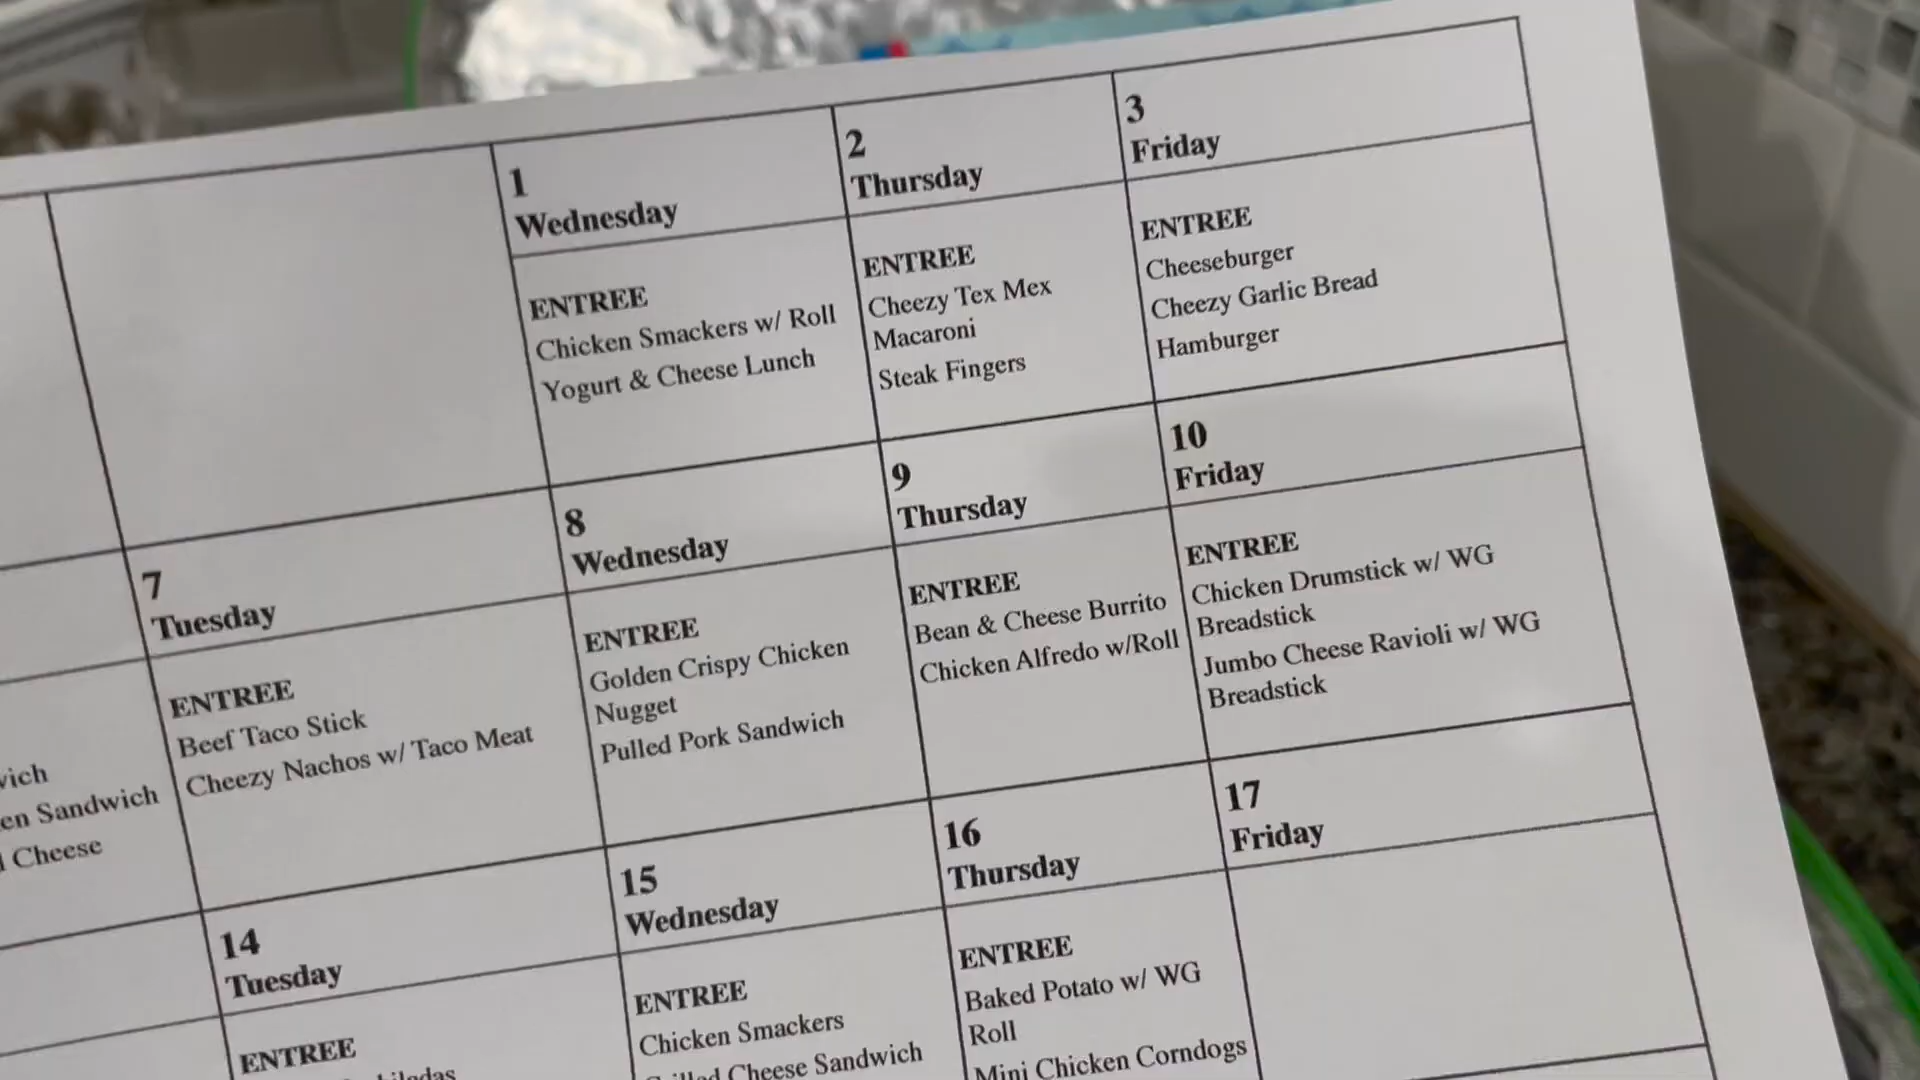 1
Wednesday
2
Thursday
3
Friday
ENTREE
Chicken Smackers w/ Roll
Yogurt & Cheese Lunch
ENTREE
Cheezy Tex Mex
Macaroni
Steak Fingers
ENTREE
Cheeseburger
Cheezy Garlic Bread
Hamburger
7
Tuesday
8
Wednesday
9
Thursday
10
Friday
Sandwich
Cheese
ENTREE
Beef Taco Stick
Cheezy Nachos w/ Taco Meat
ENTREE
Golden Crispy Chicken
Nugget
Pulled Pork Sandwich
ENTREE
Bean & Cheese Burrito
Chicken Alfredo w/Roll
ENTREE
Chicken Drumstick w/ WG
Breadstick
Jumbo Cheese Ravioli w/ WG
Breadstick
14
Tuesday
15
Wednesday
16
Thursday
17
Friday
ENTREE
ENTREE
Chicken Smackers
Cheese Sandwich
ENTREE
Baked Potato w/ WG
Roll
Mini Chicken Corndogs